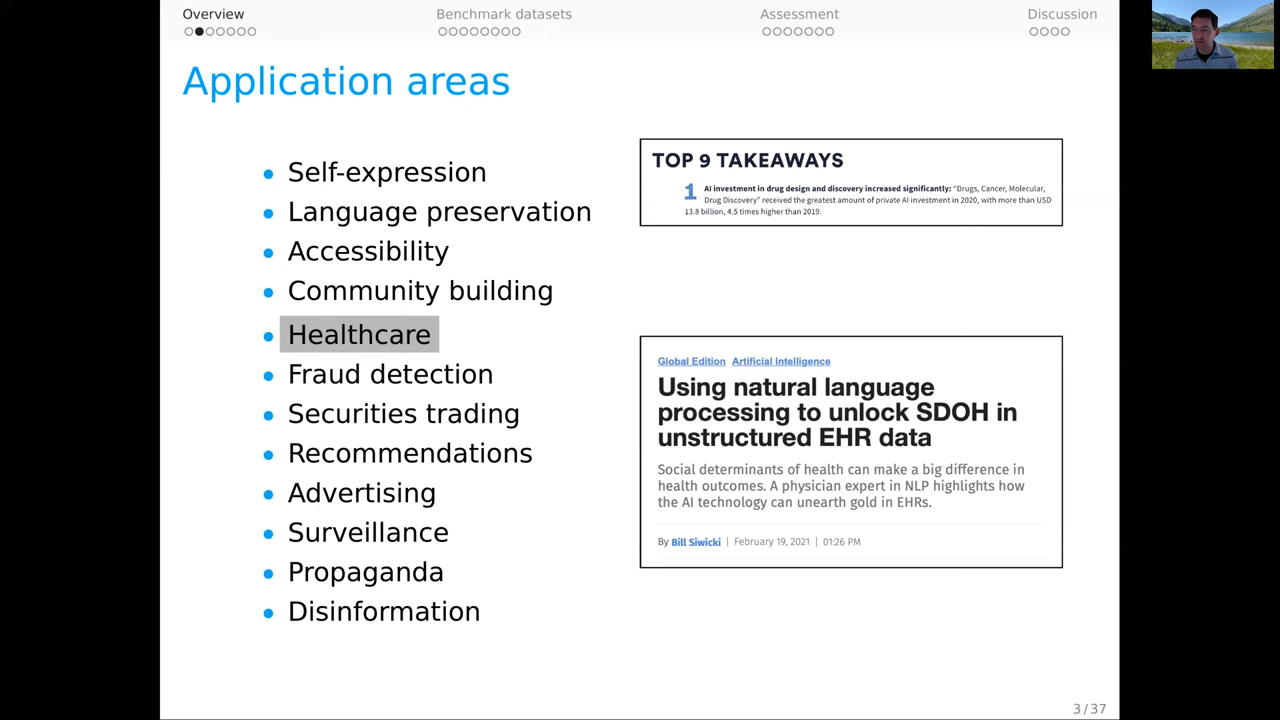 Overview
Benchmark datasets
Assessment
Discussion
Application areas
Self-expression
Language preservation
Accessibility
Community building
Healthcare
Fraud detection
Securities trading
Recommendations
Advertising
Surveillance
Propaganda
Disinformation
TOP 9 TAKEAWAYS
1 AI investment in drug design and discovery increased significantly: “Drugs, Cancer, Molecular,
Drug Discovery” received the greatest amount of private AI investment in 2020, with more than USD
13.8 billion, 4.5 times higher than 2019.
Global Edition Artificial Intelligence
Using natural language
processing to unlock SDOH in
unstructured EHR data
Social determinants of health can make a big difference in
health outcomes. A physician expert in NLP highlights how
the AI technology can unearth gold in EHRs.
By Bill Siwicki | February 19, 2021 | 01:26 PM
3 / 37